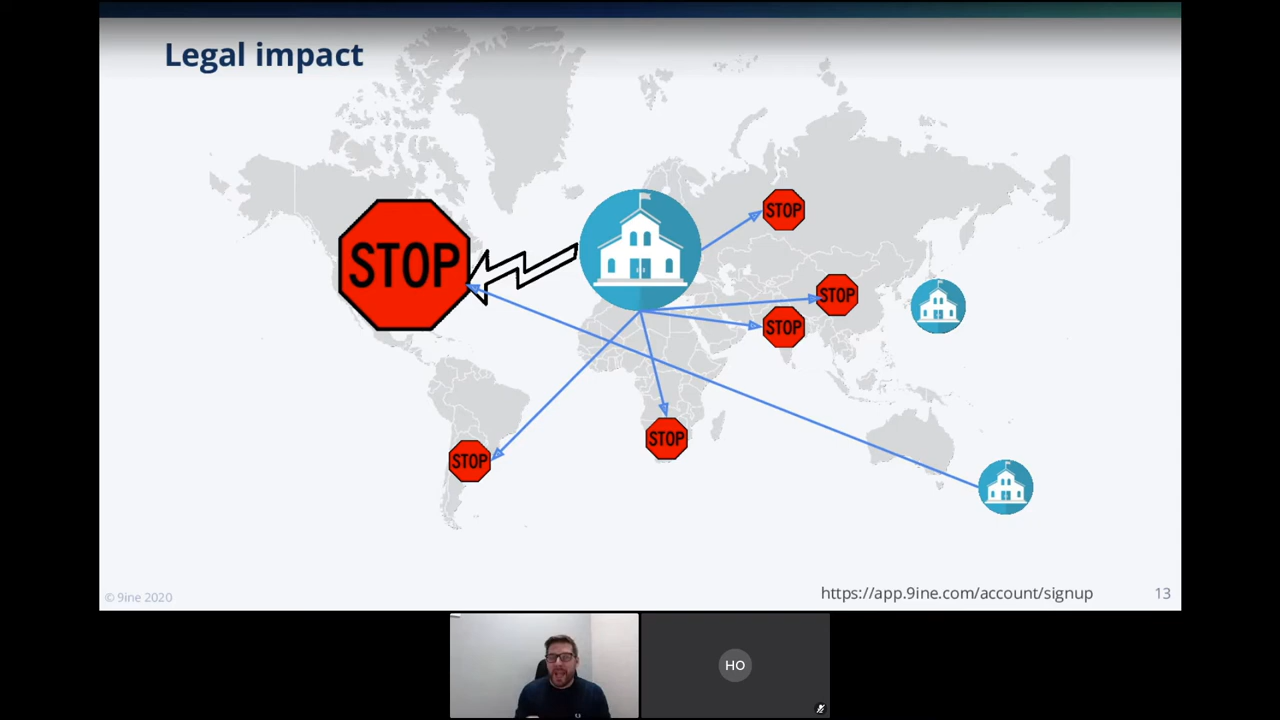 Legal impact
STOP
STOP
STOP
STOP
STOP
STOP
© 9ine 2020
https://app.9ine.com/account/signup
13
HO